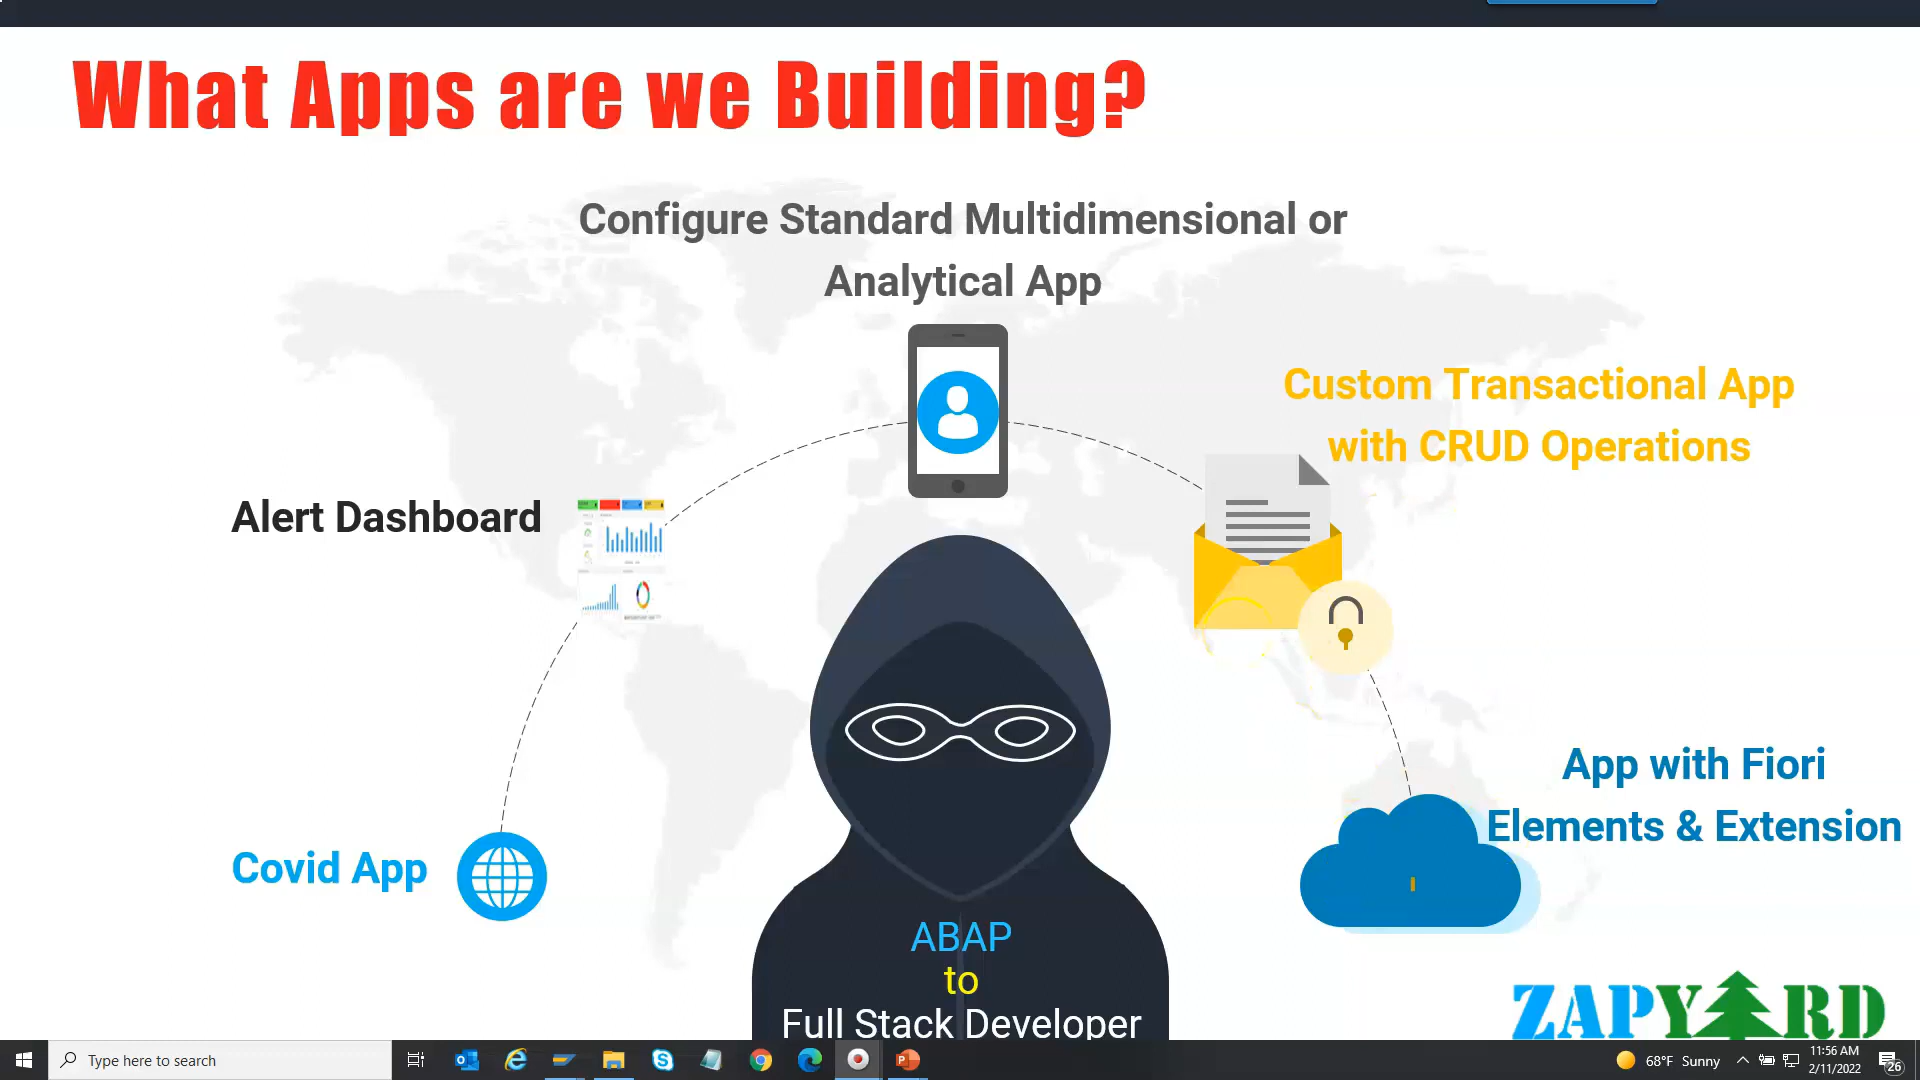 What Apps are we Building?
Configure Standard Multidimensional or
Analytical App
Custom Transactional App
with CRUD Operations
Alert Dashboard
App with Fiori
Elements & Extension
Covid App
ABAP
to
Full Stack Developer
ZAPYARD
Type here to search
68°F Sunny
11:56 AM
2/11/2022
26